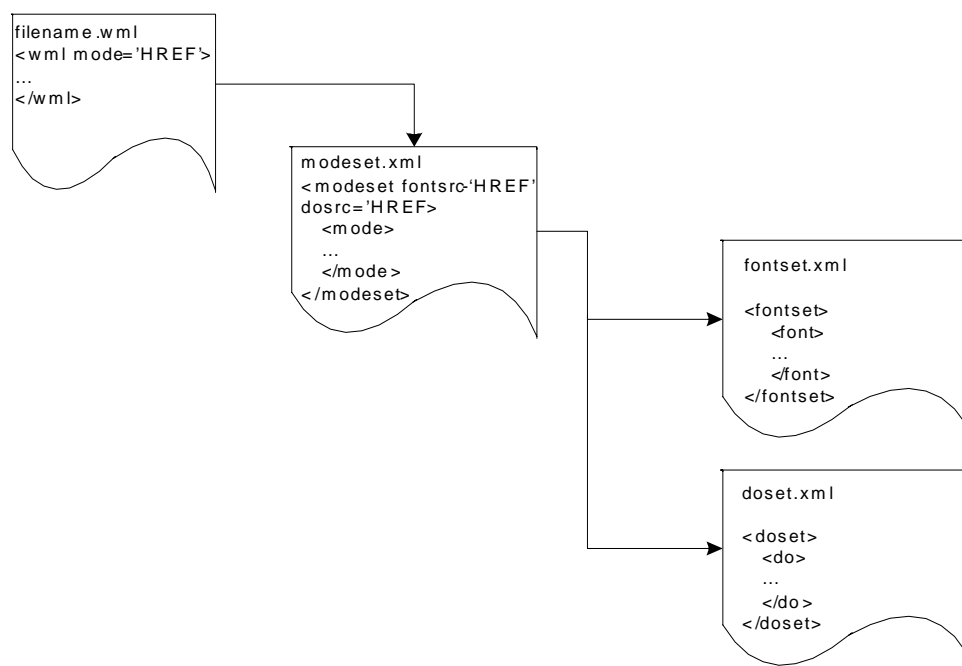 filename.wml
<wml mode='HREF'>
...
</wml>
modeset.xml
<modeset fontsrc-'HREF'
dosrc='HREF>
<mode>
...
</mode>
</modeset>
fontset.xml
<fontset>
<font>
...
</font>
</fontset>
doset.xml
<doset>
<do>
...
</do>
</doset>